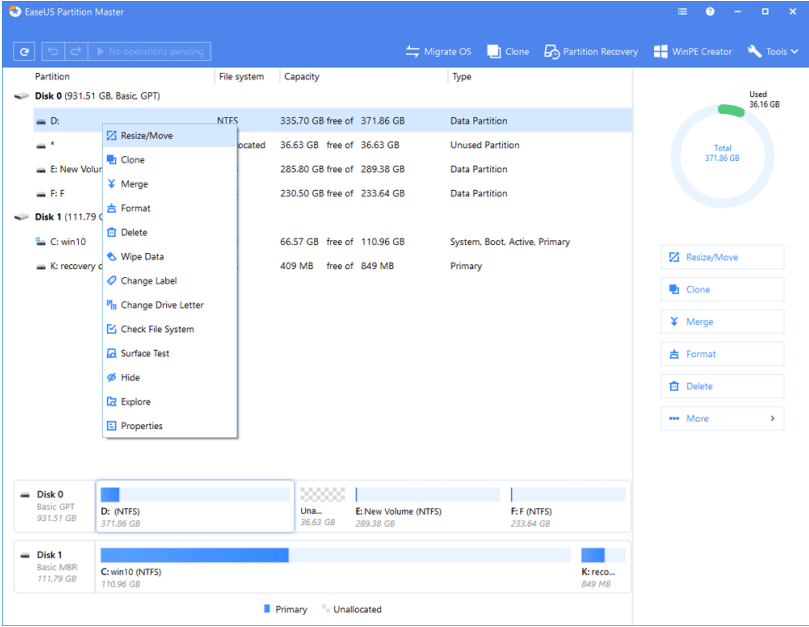 EaseUS Partition Master
No operations pending
Migrate OS Clone Partition Recovery WinPE Creator Tools
Partition File system Capacity Type
Disk 0 (931.51 GB, Basic, GPT)
D: NTFS 335.70 GB free of 371.86 GB Data Partition
* ocated 36.63 GB free of 36.63 GB Unused Partition
E: New Volur 285.80 GB free of 289.38 GB Data Partition
F: F 230.50 GB free of 233.64 GB Data Partition
Disk 1 (111.79 G
C: win10 66.57 GB free of 110.96 GB System, Boot, Active, Primary
K: recovery 409 MB free of 849 MB Primary
Resize/Move
Clone
Merge
Format
Delete
Wipe Data
Change Label
Change Drive Letter
Check File System
Surface Test
Hide
Explore
Properties
Used
36.16 GB
Total
371.86 GB
Resize/Move
Clone
Merge
Format
Delete
More
Disk 0
Basic GPT
931.51 GB
D: (NTFS)
371.86 GB
Una...
36.63 GB
E: New Volume (NTFS)
289.38 GB
F: F (NTFS)
233.64 GB
Disk 1
Basic MBR
111.79 GB
C: win10 (NTFS)
110.96 GB
K: reco...
849 MB
Primary Unallocated